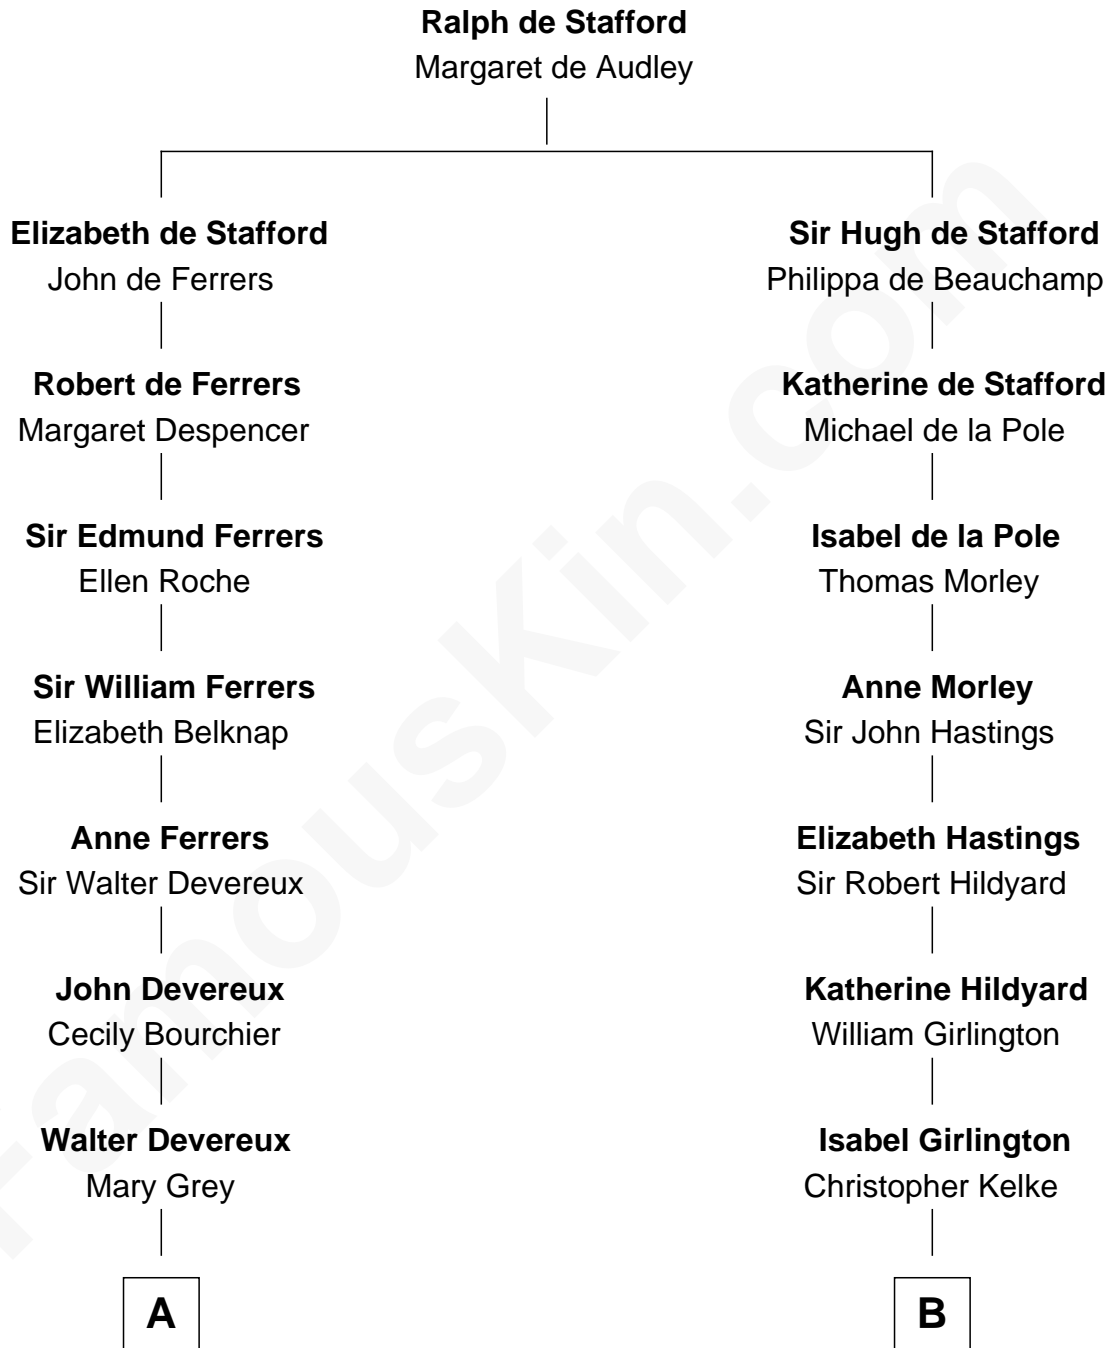 Ralph de Stafford
Margaret de Audley
Elizabeth de Stafford
John de Ferrers
Sir Hugh de Stafford
Philippa de Beauchamp
Robert de Ferrers
Margaret Despencer
Katherine de Stafford
Michael de la Pole
Sir Edmund Ferrers
Ellen Roche
Isabel de la Pole
Thomas Morley
Sir William Ferrers
Elizabeth Belknap
Anne Morley
Sir John Hastings
Anne Ferrers
Sir Walter Devereux
Elizabeth Hastings
Sir Robert Hildyard
John Devereux
Cecily Bourchier
Katherine Hildyard
William Girlington
Walter Devereux
Mary Grey
Isabel Girlington
Christopher Kelke
A
B
FamousKin.com